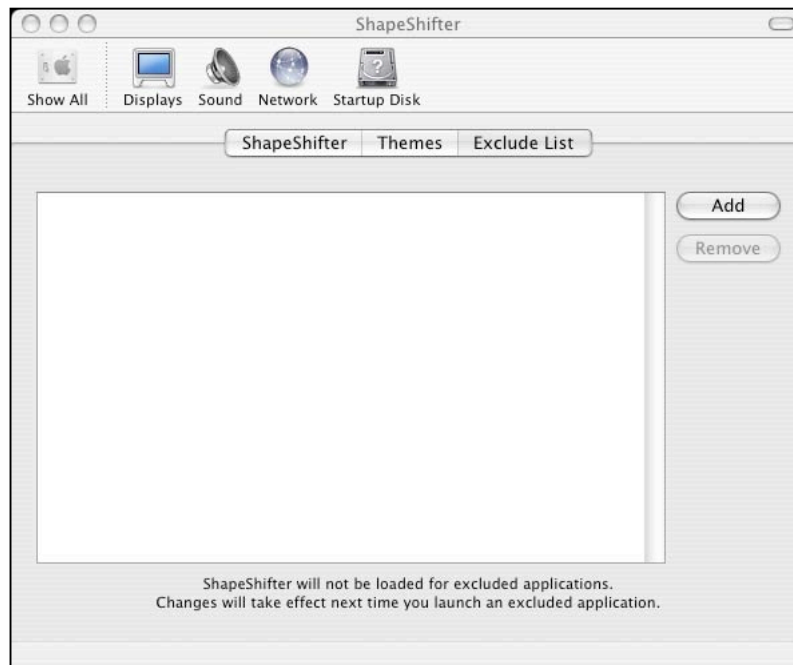 ShapeShifter
Show All Displays Sound Network Startup Disk
ShapeShifter Themes Exclude List
Add
Remove
ShapeShifter will not be loaded for excluded applications.
Changes will take effect next time you launch an excluded application.